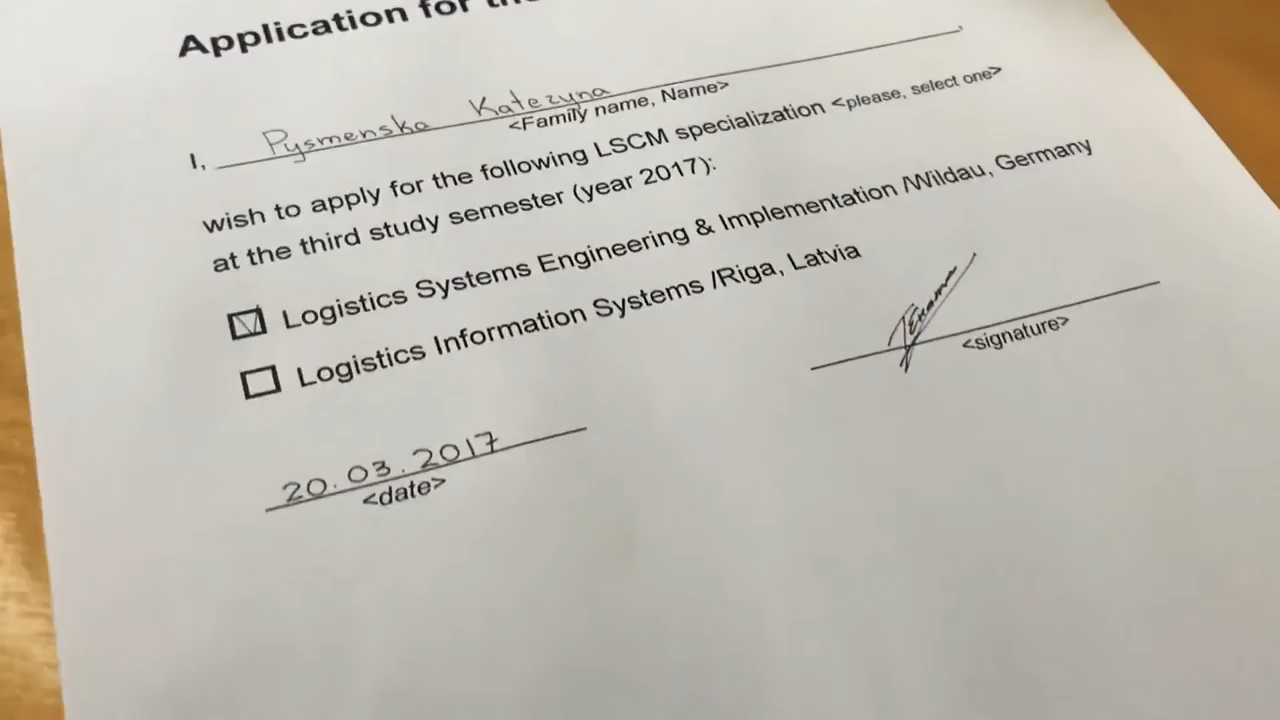 Application for the
I, Pysmenska Kateryna
<Family name, Name>
wish to apply for the following LSCM specialization <please, select one>
at the third study semester (year 2017):
Logistics Systems Engineering & Implementation /Wildau, Germany
Logistics Information Systems /Riga, Latvia
<signature>
20.03.2017
<date>